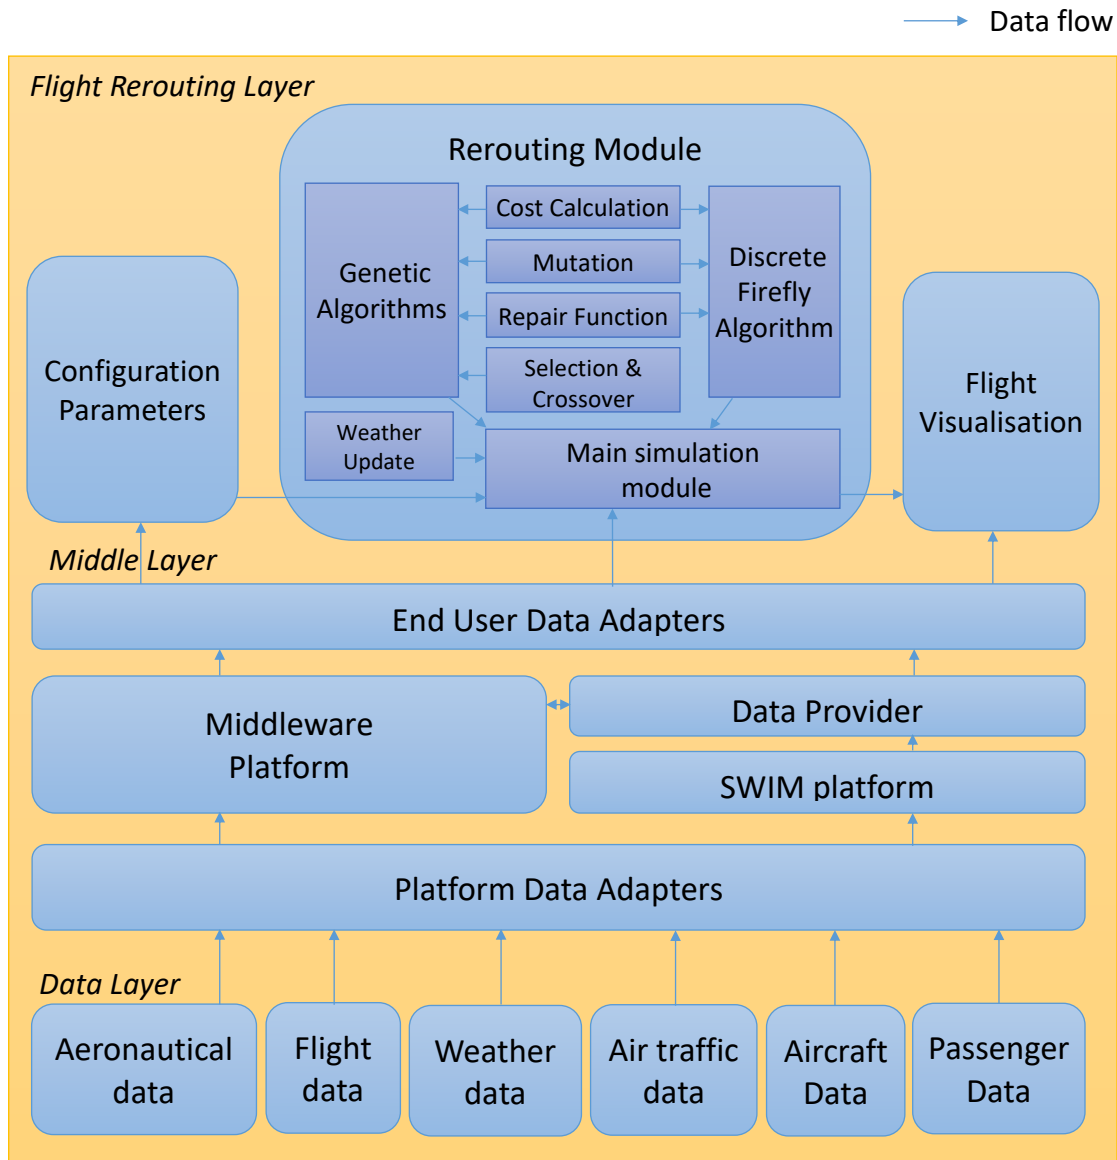 Data flow
Flight Rerouting Layer
Rerouting Module
Cost Calculation
Genetic
Algorithms
Mutation
Discrete
Firefly
Algorithm
Repair Function
Selection &
Crossover
Configuration
Parameters
Flight
Visualisation
Weather
Update
Main simulation
module
Middle Layer
End User Data Adapters
Middleware
Platform
Data Provider
SWIM platform
Platform Data Adapters
Data Layer
Aeronautical
data
Flight
data
Weather
data
Air traffic
data
Aircraft
Data
Passenger
Data